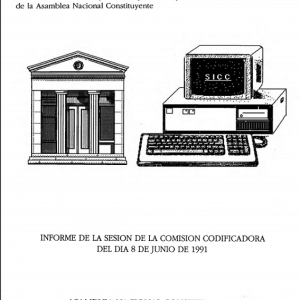 de la Asamblea Nacional Constituyente
SICC
INFORME DE LA SESION DE LA COMISION CODIFICADORA
DEL DIA 8 DE JUNIO DE 1991